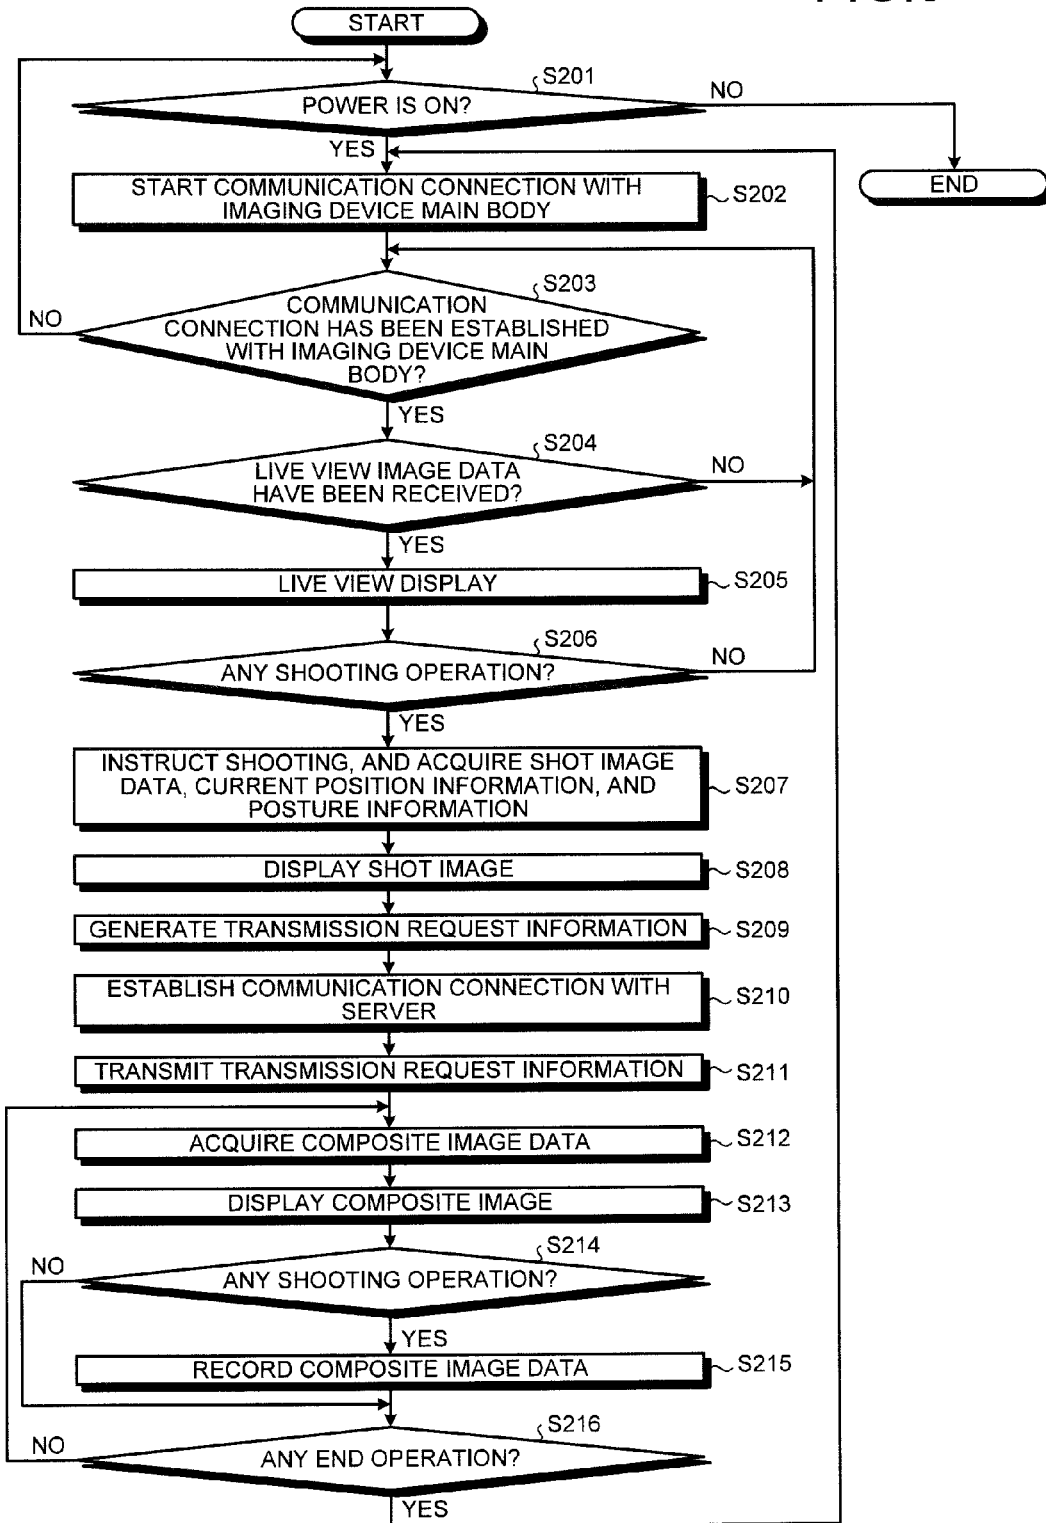 START
S201
POWER IS ON?
NO
YES
END
START COMMUNICATION CONNECTION WITH
IMAGING DEVICE MAIN BODY
S202
S203
COMMUNICATION
CONNECTION HAS BEEN ESTABLISHED
WITH IMAGING DEVICE MAIN
BODY?
NO
YES
S204
LIVE VIEW IMAGE DATA
HAVE BEEN RECEIVED?
NO
YES
LIVE VIEW DISPLAY
S205
S206
ANY SHOOTING OPERATION?
NO
YES
INSTRUCT SHOOTING, AND ACQUIRE SHOT IMAGE
DATA, CURRENT POSITION INFORMATION, AND
POSTURE INFORMATION
S207
DISPLAY SHOT IMAGE
S208
GENERATE TRANSMISSION REQUEST INFORMATION
S209
ESTABLISH COMMUNICATION CONNECTION WITH
SERVER
S210
TRANSMIT TRANSMISSION REQUEST INFORMATION
S211
ACQUIRE COMPOSITE IMAGE DATA
S212
DISPLAY COMPOSITE IMAGE
S213
S214
NO
ANY SHOOTING OPERATION?
YES
RECORD COMPOSITE IMAGE DATA
S215
S216
NO
ANY END OPERATION?
YES